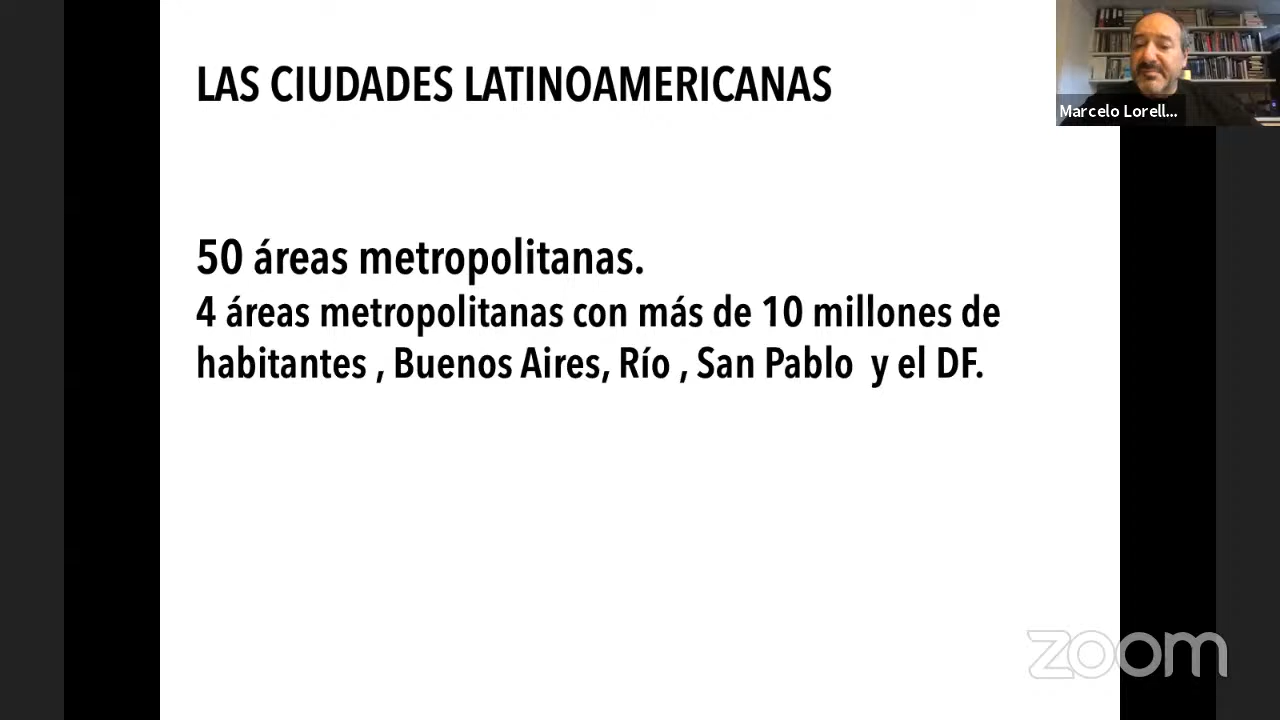 LAS CIUDADES LATINOAMERICANAS
Marcelo Lorell...
50 áreas metropolitanas.
4 áreas metropolitanas con más de 10 millones de
habitantes , Buenos Aires, Río , San Pablo y el DF.
zoom